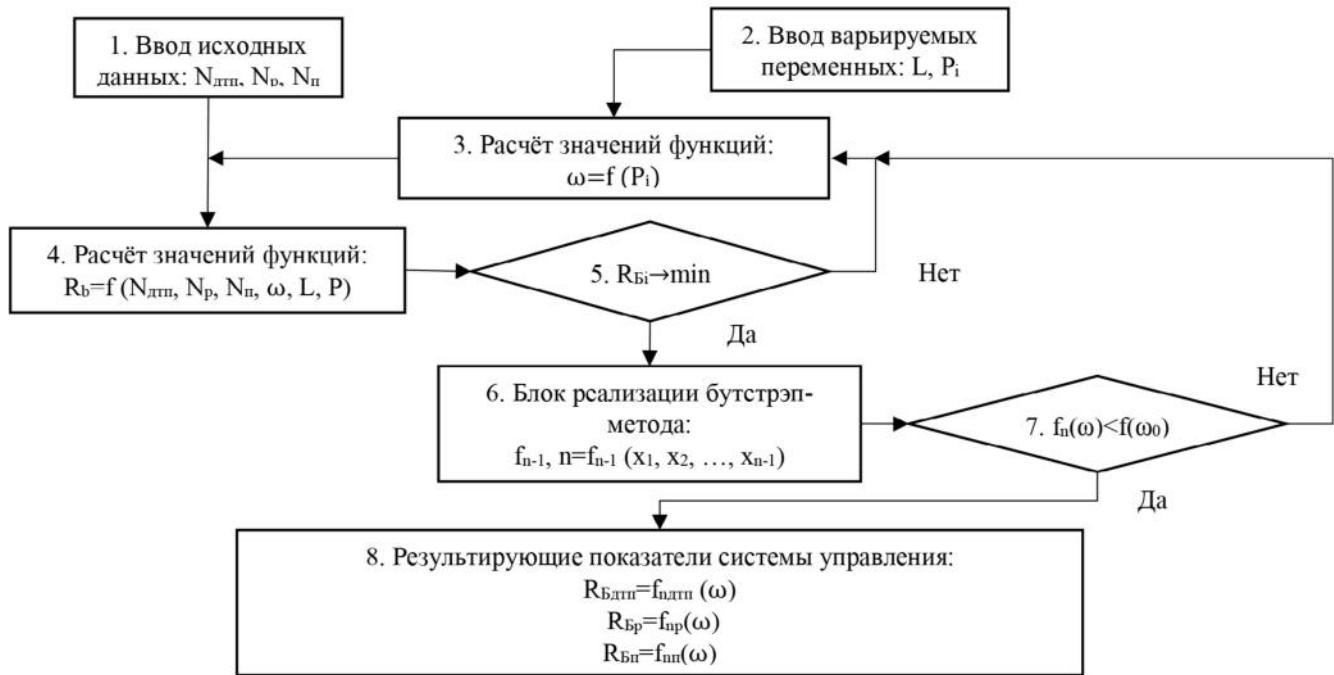 1. Ввод исходных
данных: Nдтп, Nр, Nп
2. Ввод варьируемых
переменных: L, Pi
3. Расчёт значений функций:
ω=f (Pi)
4. Расчёт значений функций:
Rb=f (Nдтп, Nр, Nп, ω, L, P)
5. RБi→min
Нет
Да
6. Блок реализации бутстрэп-
метода:
fn-1, n=fn-1 (x1, x2, …, xn-1)
7. fn(ω)<f(ω0)
Нет
Да
8. Результирующие показатели системы управления:
RБдтп=fпдтп (ω)
RБр=fпр(ω)
RБп=fпп(ω)